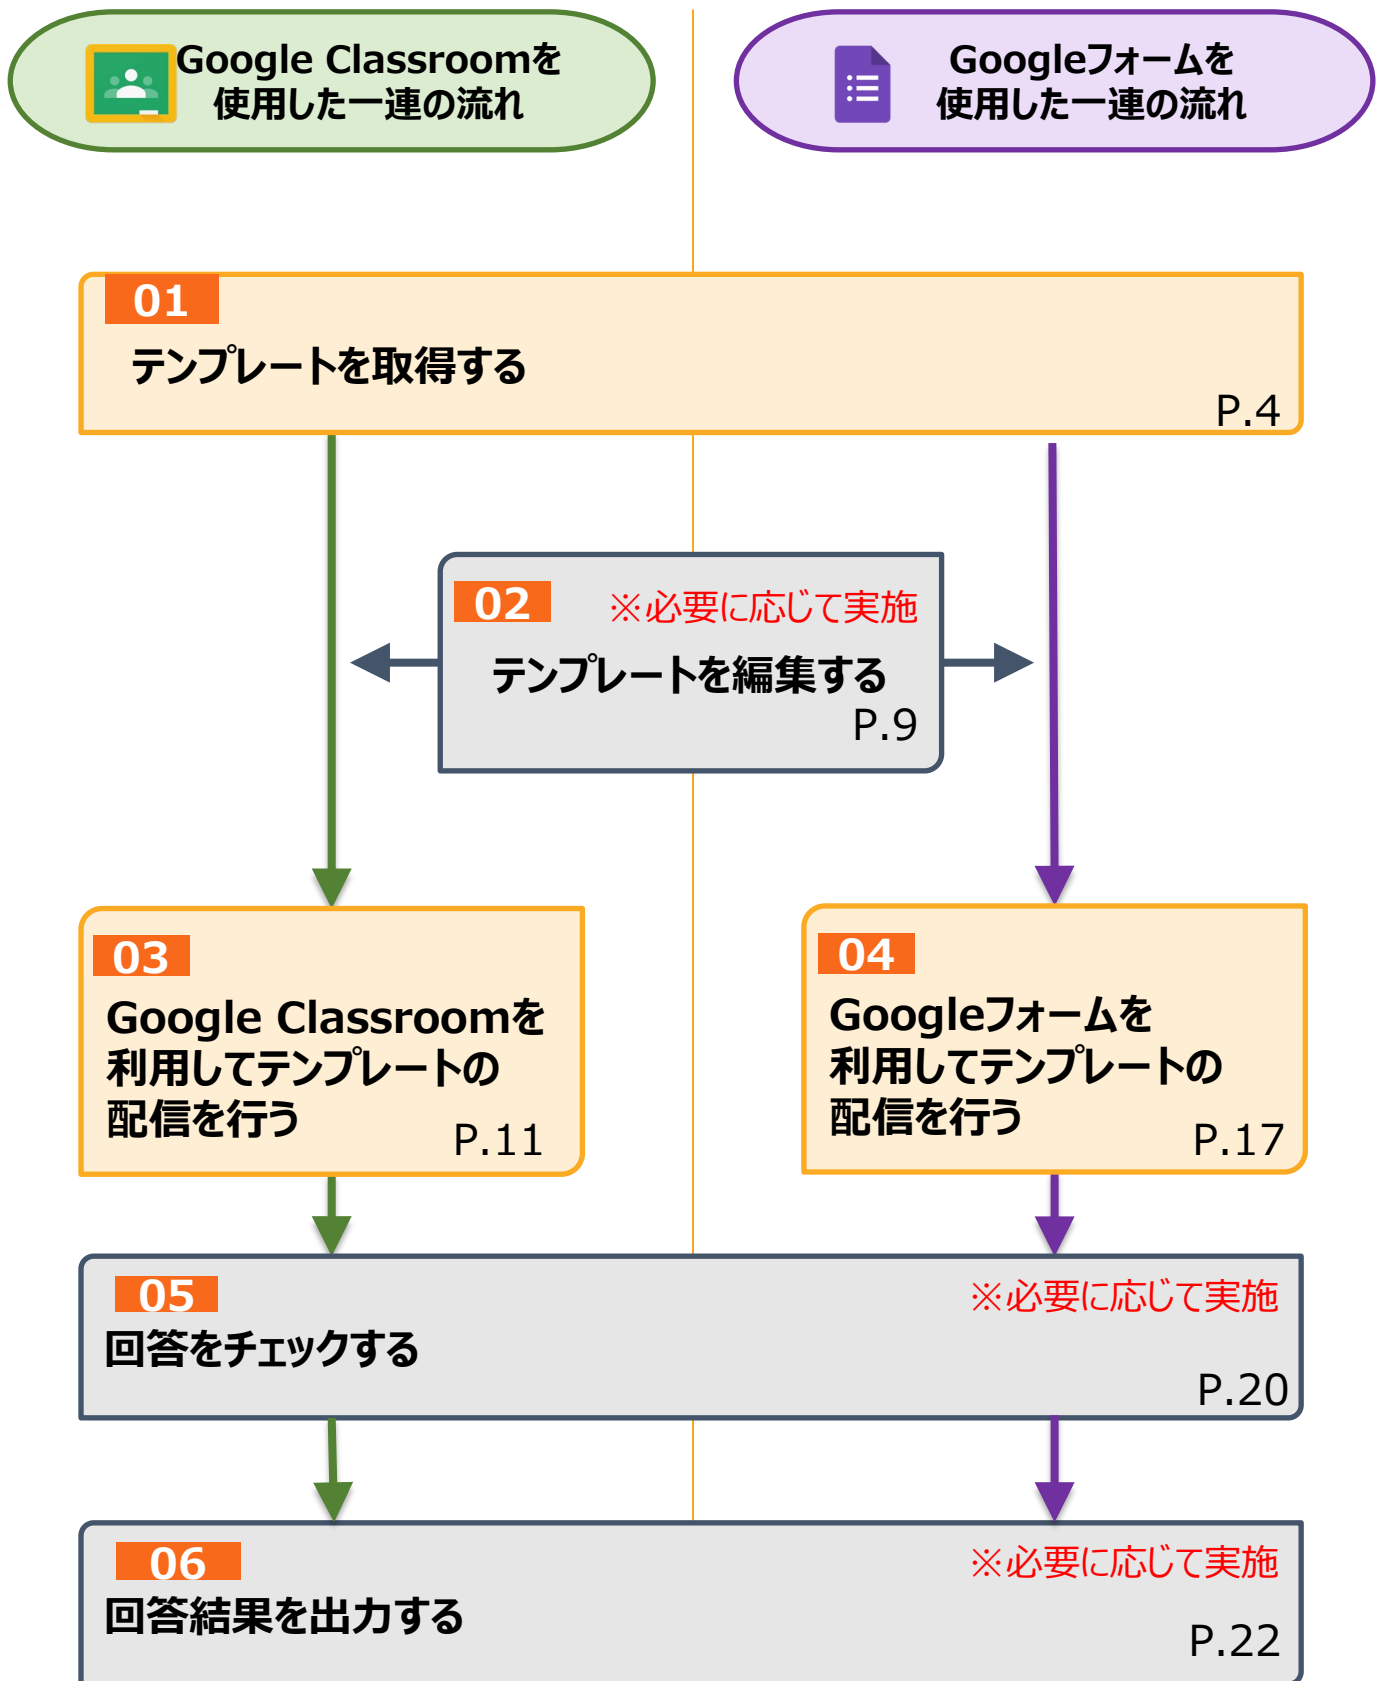 Google Classroomを
使用した一連の流れ
Googleフォームを
使用した一連の流れ
01
テンプレートを取得する
P.4
02
※必要に応じて実施
テンプレートを編集する
P.9
03
Google Classroomを
利用してテンプレートの
配信を行う
P.11
04
Googleフォームを
利用してテンプレートの
配信を行う
P.17
05
※必要に応じて実施
回答をチェックする
P.20
06
※必要に応じて実施
回答結果を出力する
P.22